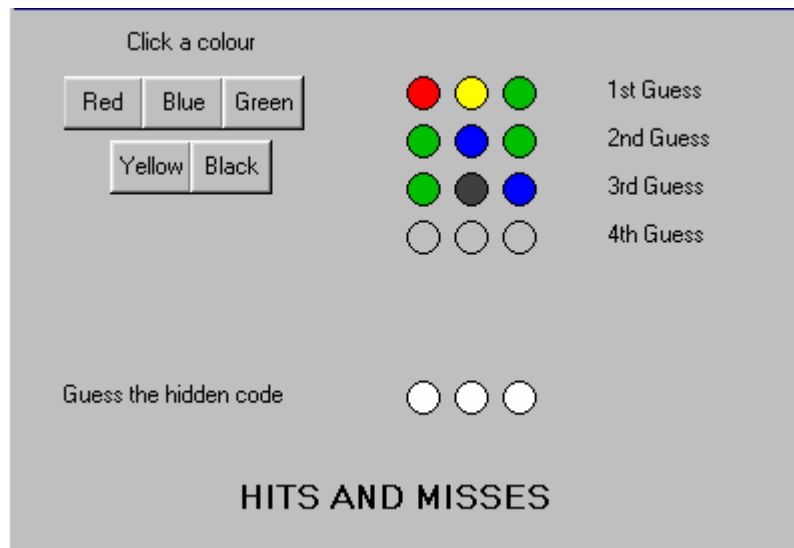 Click a colour
Red Blue Green
Yellow Black
1st Guess
2nd Guess
3rd Guess
4th Guess
Guess the hidden code
HITS AND MISSES